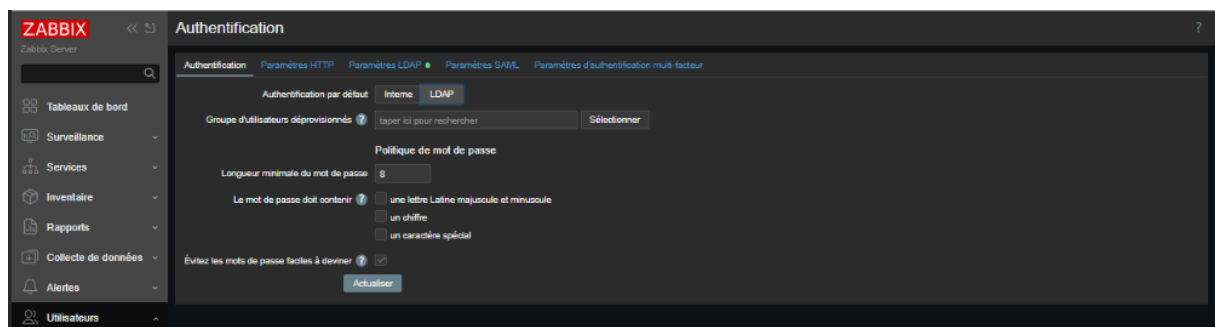 ZABBIX
Authentification
?
Zabbix Server
Authentification Paramètres HTTP Paramètres LDAP Paramètres SAML Paramètres d'authentification multi-facteur
Authentification par défaut Interne LDAP
Tableaux de bord
Groupe d'utilisateurs déprovisionnés ? taper ici pour rechercher Sélectionner
Surveillance
Politique de mot de passe
Services
Longueur minimale du mot de passe 8
Inventaire
Le mot de passe doit contenir ? une lettre Latine majuscule et minuscule
un chiffre
Rapports
un caractère spécial
Collecte de données
Évitez les mots de passe faciles à deviner ?
Alertes
Actualiser
Utilisateurs